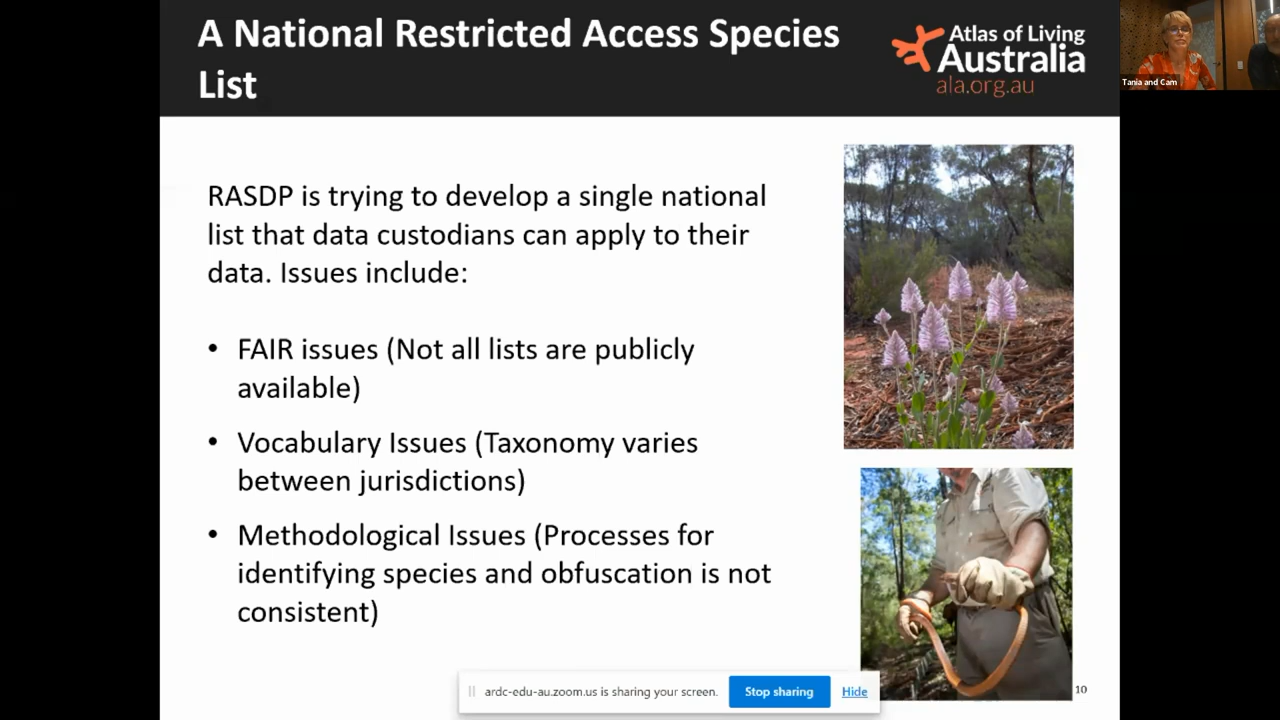 A National Restricted Access Species
List
Atlas of Living
Australia
ala.org.au
Tania and Cam
RASDP is trying to develop a single national
list that data custodians can apply to their
data. Issues include:
• FAIR issues (Not all lists are publicly
available)
• Vocabulary Issues (Taxonomy varies
between jurisdictions)
• Methodological Issues (Processes for
identifying species and obfuscation is not
consistent)
ardc-edu-au.zoom.us is sharing your screen.
Stop sharing
Hide
10